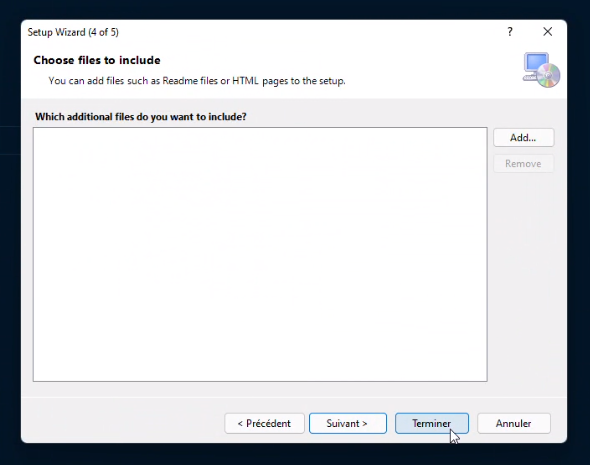 Setup Wizard (4 of 5)
?
Choose files to include
You can add files such as Readme files or HTML pages to the setup.
Which additional files do you want to include?
Add...
Remove
< Précédent
Suivant >
Terminer
Annuler